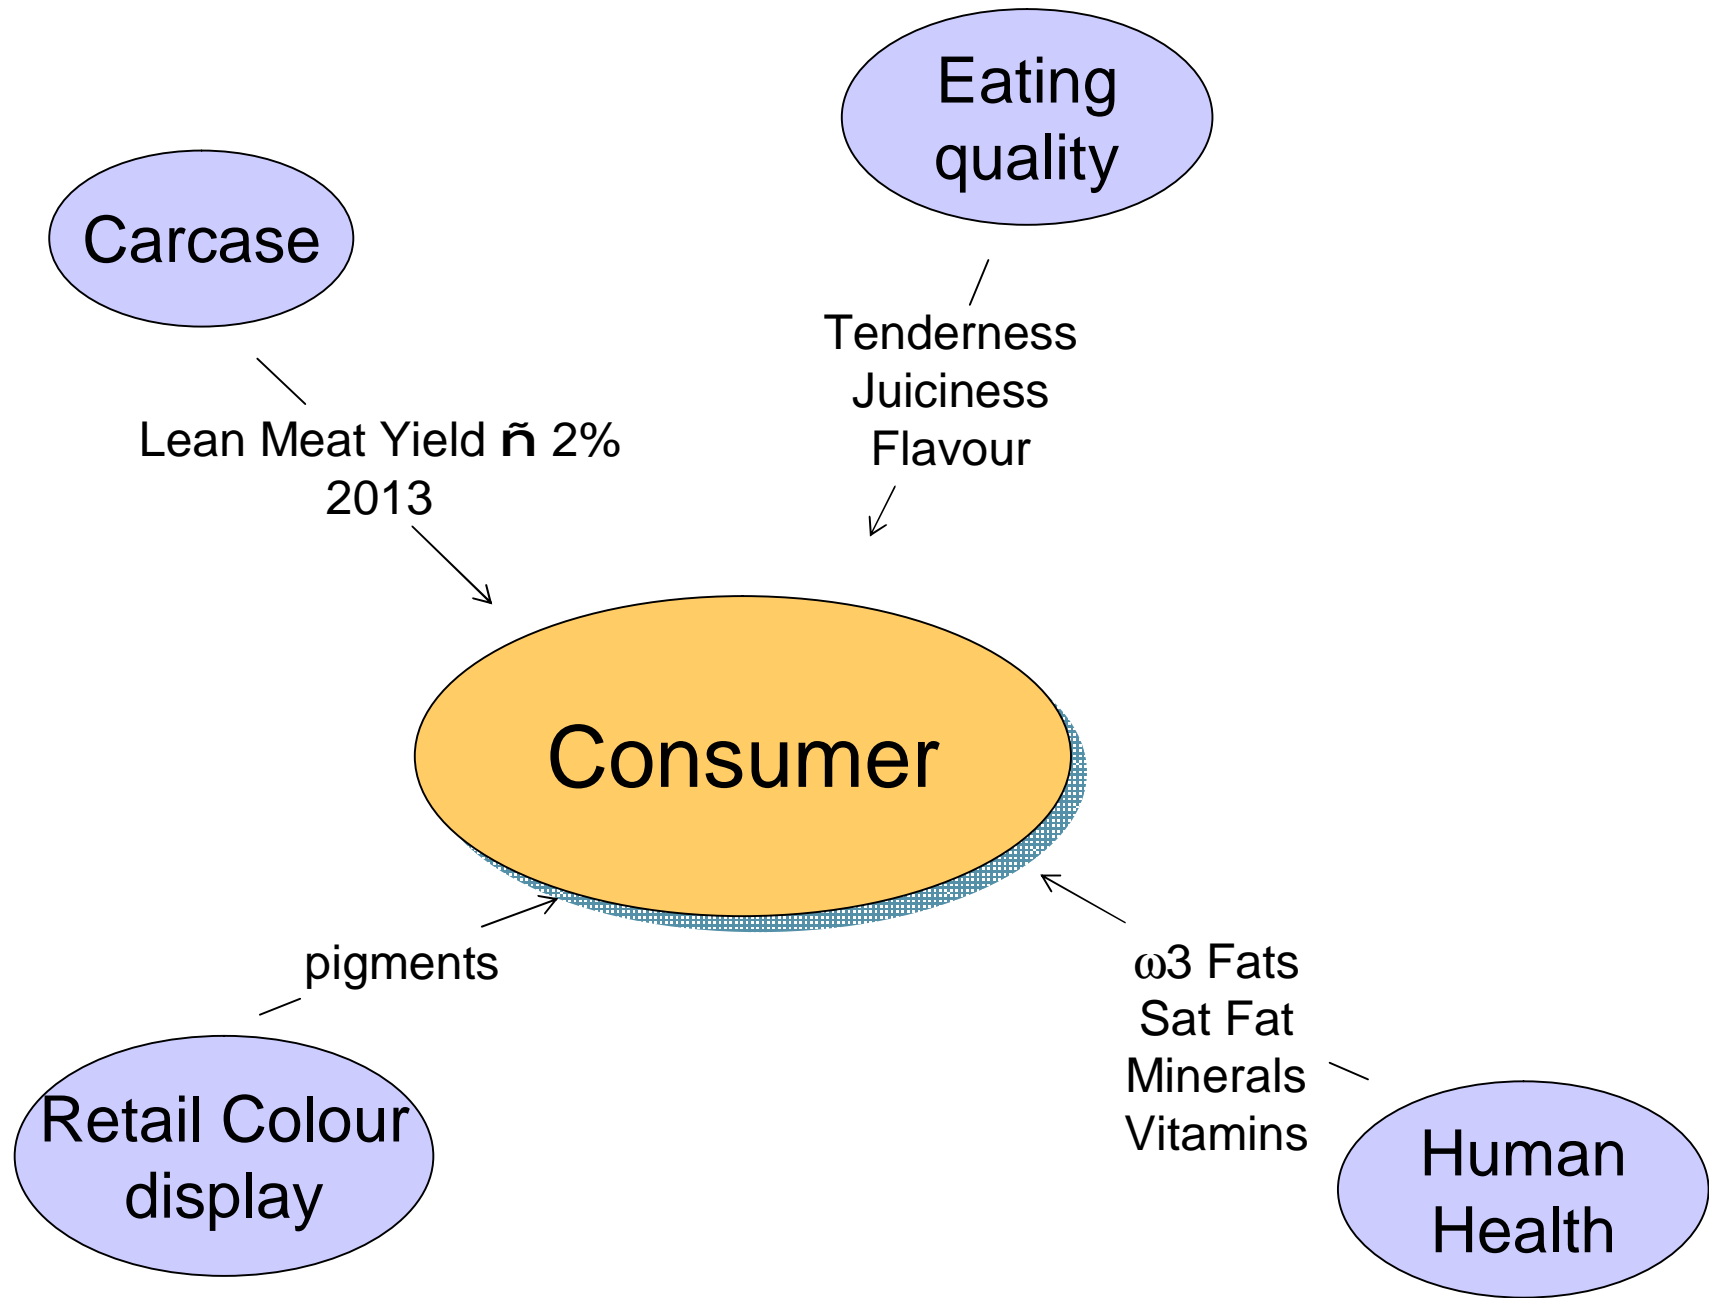 Eating
quality
Carcase
Tenderness
Juiciness
Flavour
Lean Meat Yield ñ 2%
2013
Consumer
pigments
ω3 Fats
Sat Fat
Minerals
Vitamins
Retail Colour
display
Human
Health